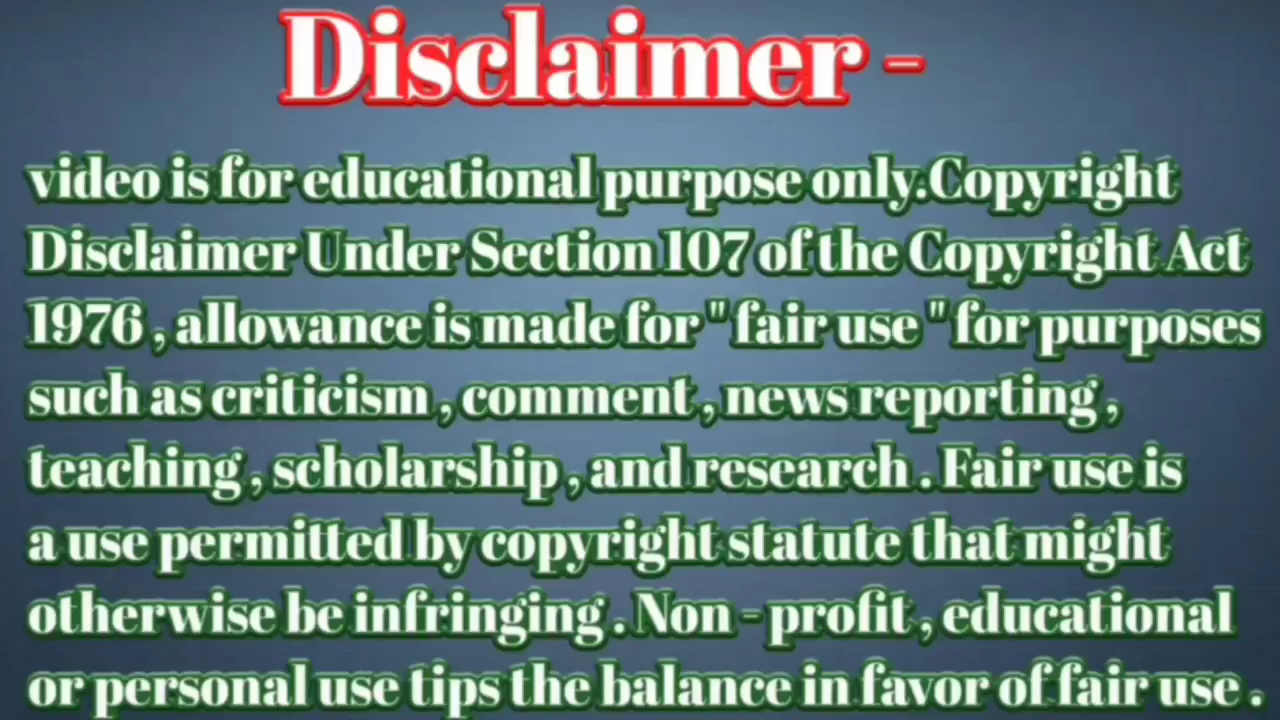 Disclaimer -
video is for educational purpose only.Copyright
Disclaimer Under Section 107 of the Copyright Act
1976 , allowance is made for " fair use " for purposes
such as criticism , comment , news reporting ,
teaching , scholarship , and research . Fair use is
a use permitted by copyright statute that might
otherwise be infringing . Non - profit , educational
or personal use tips the balance in favor of fair use .